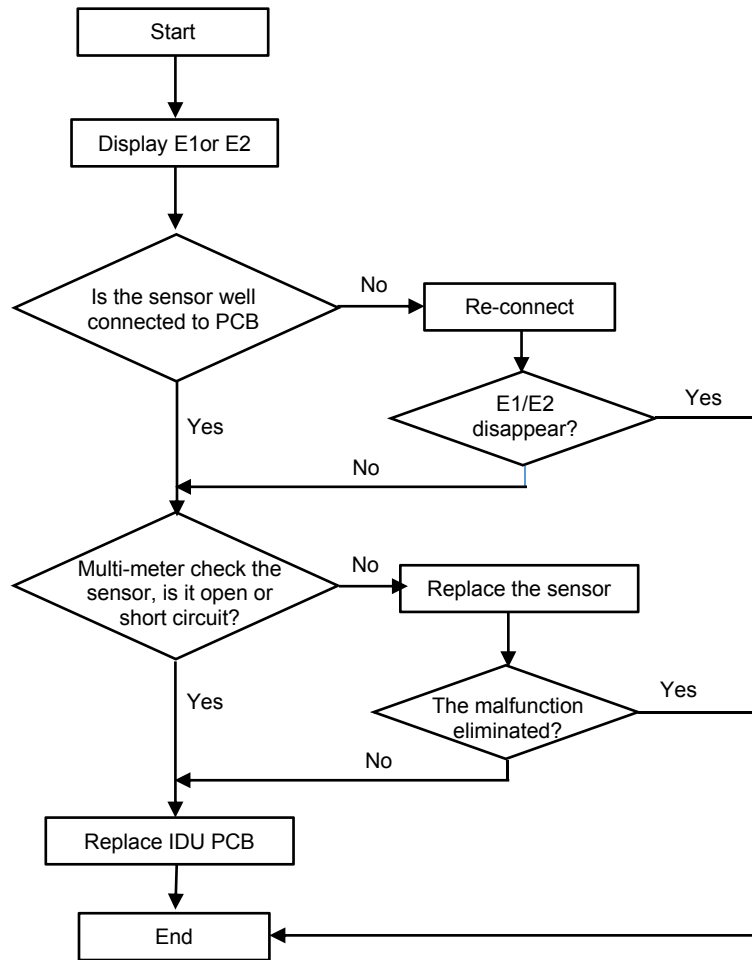 Start
Display E1or E2
Is the sensor well
connected to PCB
No
Re-connect
E1/E2
disappear?
Yes
Yes
No
Multi-meter check the
sensor, is it open or
short circuit?
No
Replace the sensor
Yes
The malfunction
eliminated?
Yes
No
Replace IDU PCB
End